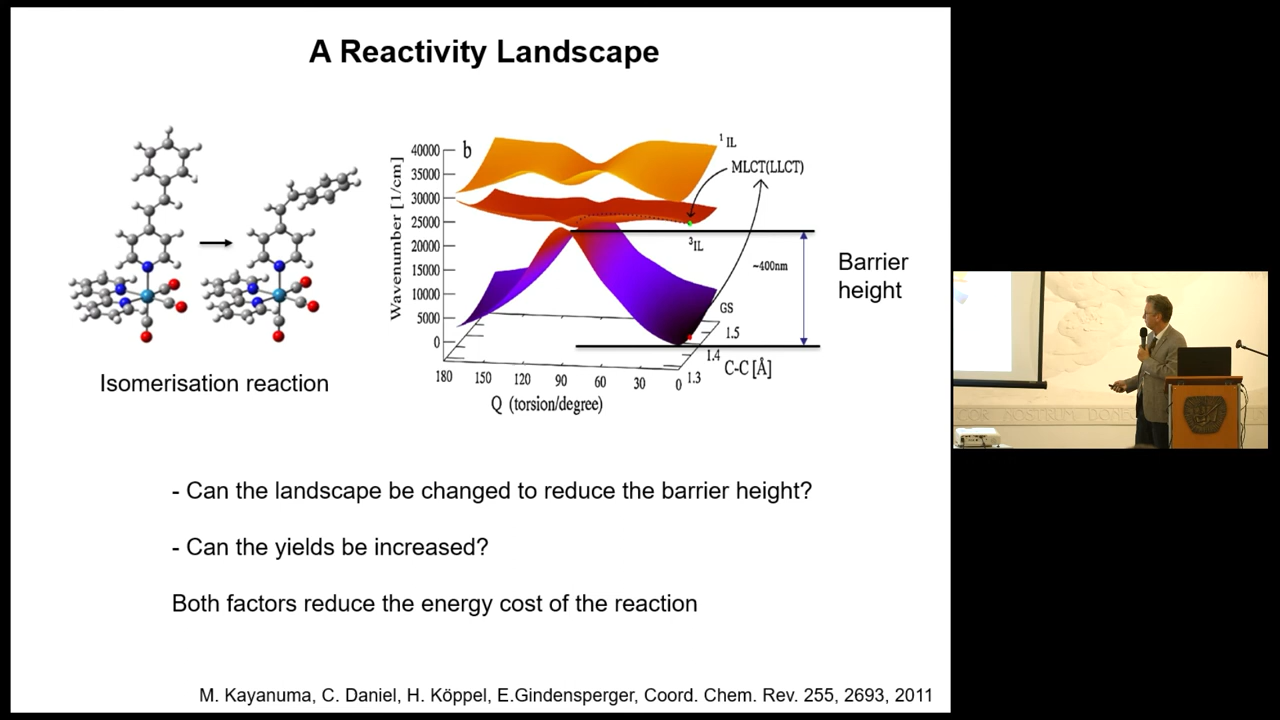 A Reactivity Landscape
Isomerisation reaction
b
Wavenumber [1/cm]
40000
35000
30000
25000
20000
15000
10000
5000
0
180
150
120
90
60
30
0
Q (torsion/degree)
1.3
1.4
1.5
C-C [Å]
¹IL
MLCT(LLCT)
³IL
~400nm
GS
Barrier
height
- Can the landscape be changed to reduce the barrier height?
- Can the yields be increased?
Both factors reduce the energy cost of the reaction
M. Kayanuma, C. Daniel, H. Köppel, E.Gindensperger, Coord. Chem. Rev. 255, 2693, 2011
NOSTRUM